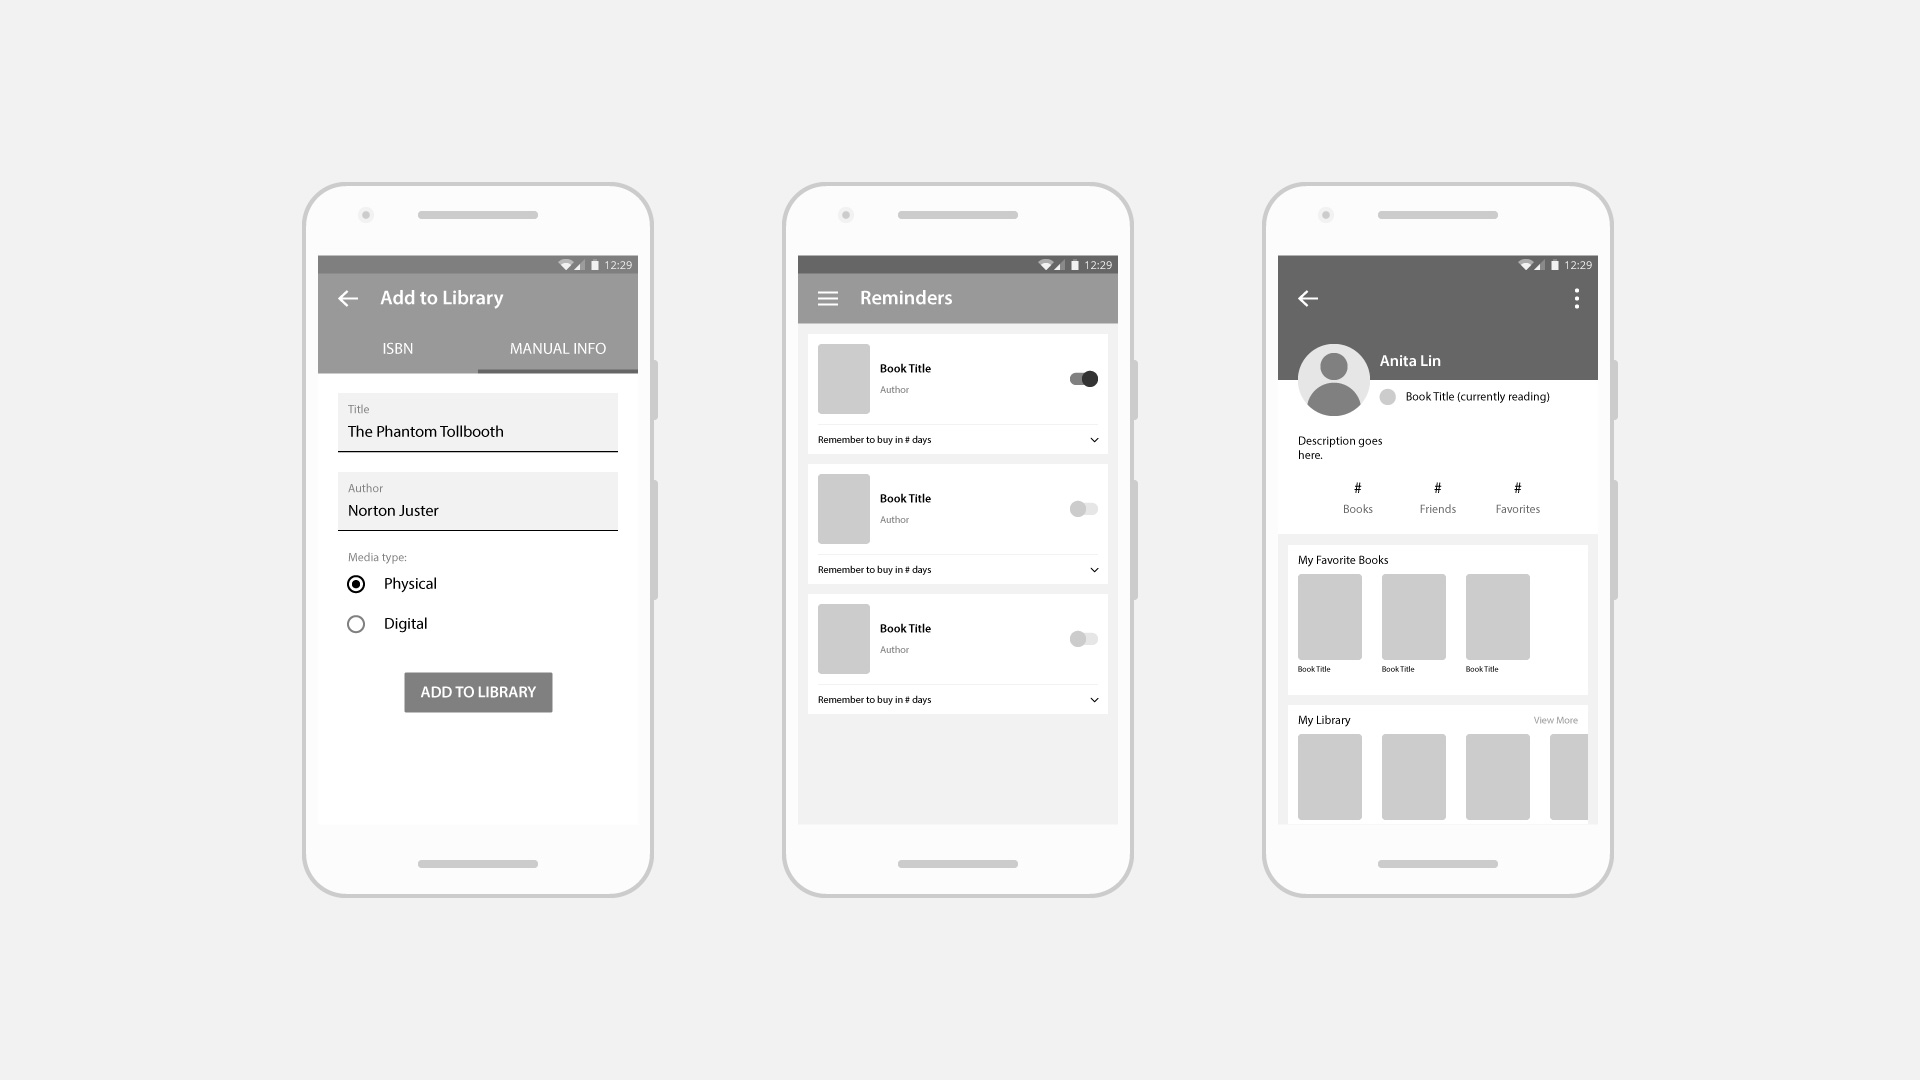 12:29
Add to Library
ISBN
MANUAL INFO
Title
The Phantom Tollbooth
Author
Norton Juster
Media type:
Physical
Digital
ADD TO LIBRARY
12:29
Reminders
Book Title
Author
Remember to buy in # days
Book Title
Author
Remember to buy in # days
Book Title
Author
Remember to buy in # days
12:29
Anita Lin
Book Title (currently reading)
Description goes
here.
# # #
Books Friends Favorites
My Favorite Books
Book Title Book Title Book Title
My Library View More